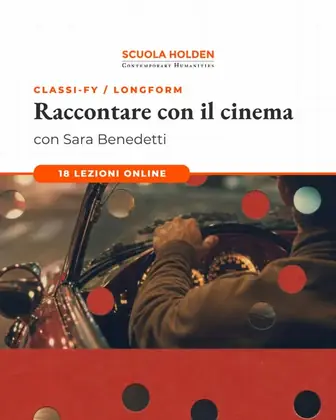 SCUOLA HOLDEN
CONTEMPORARY HUMANITIES
CLASSI-FY / LONGFORM
Raccontare con il cinema
con Sara Benedetti
18 LEZIONI ONLINE